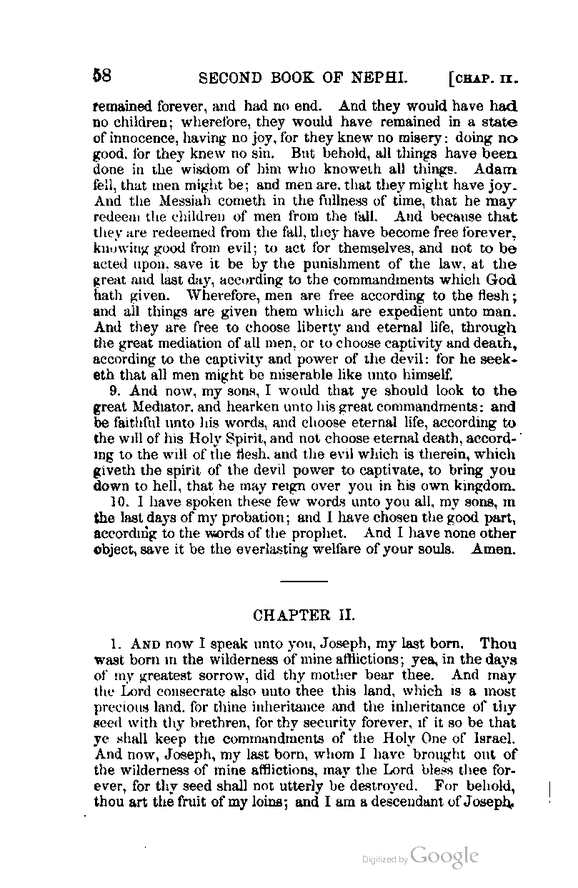 58 SECOND BOOK OF NEPHI. [CHAP. II.
remained forever, and had no end. And they would have had
no children; wherefore, they would have remained in a state
of innocence, having no joy, for they knew no misery: doing no
good, for they knew no sin. But behold, all things have been
done in the wisdom of him who knoweth all things. Adam
fell, that men might be; and men are, that they might have joy.
And the Messiah cometh in the fullness of time, that he may
redeem the children of men from the fall. And because that
they are redeemed from the fall, they have become free forever,
knowing good from evil; to act for themselves, and not to be
acted upon, save it be by the punishment of the law, at the
great and last day, according to the commandments which God
hath given. Wherefore, men are free according to the flesh;
and all things are given them which are expedient unto man.
And they are free to choose liberty and eternal life, through
the great mediation of all men, or to choose captivity and death,
according to the captivity and power of the devil: for he seek-
eth that all men might be miserable like unto himself.
9. And now, my sons, I would that ye should look to the
great Mediator, and hearken unto his great commandments: and
be faithful unto his words, and choose eternal life, according to
the will of his Holy Spirit, and not choose eternal death, accord-
ing to the will of the flesh, and the evil which is therein, which
giveth the spirit of the devil power to captivate, to bring you
down to hell, that he may reign over you in his own kingdom.
10. I have spoken these few words unto you all, my sons, in
the last days of my probation; and I have chosen the good part,
according to the words of the prophet. And I have none other
object, save it be the everlasting welfare of your souls. Amen.
CHAPTER II.
1. AND now I speak unto you, Joseph, my last born. Thou
wast born in the wilderness of mine afflictions; yea, in the days
of my greatest sorrow, did thy mother bear thee. And may
the Lord consecrate also unto thee this land, which is a most
precious land, for thine inheritance and the inheritance of thy
seed with thy brethren, for thy security forever, if it so be that
ye shall keep the commandments of the Holy One of Israel.
And now, Joseph, my last born, whom I have brought out of
the wilderness of mine afflictions, may the Lord bless thee for-
ever, for thy seed shall not utterly be destroyed. For behold,
thou art the fruit of my loins; and I am a descendant of Joseph,
Digitized by Google